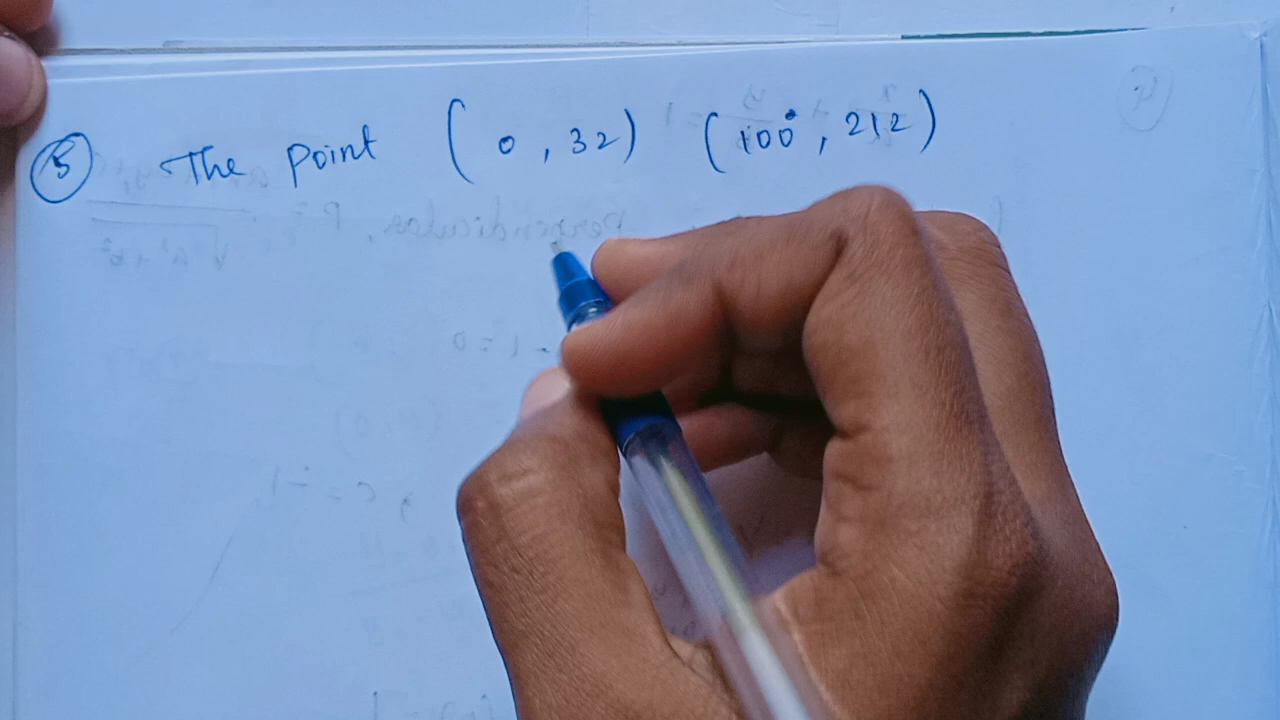 5 The point (0, 32) (100°, 212)